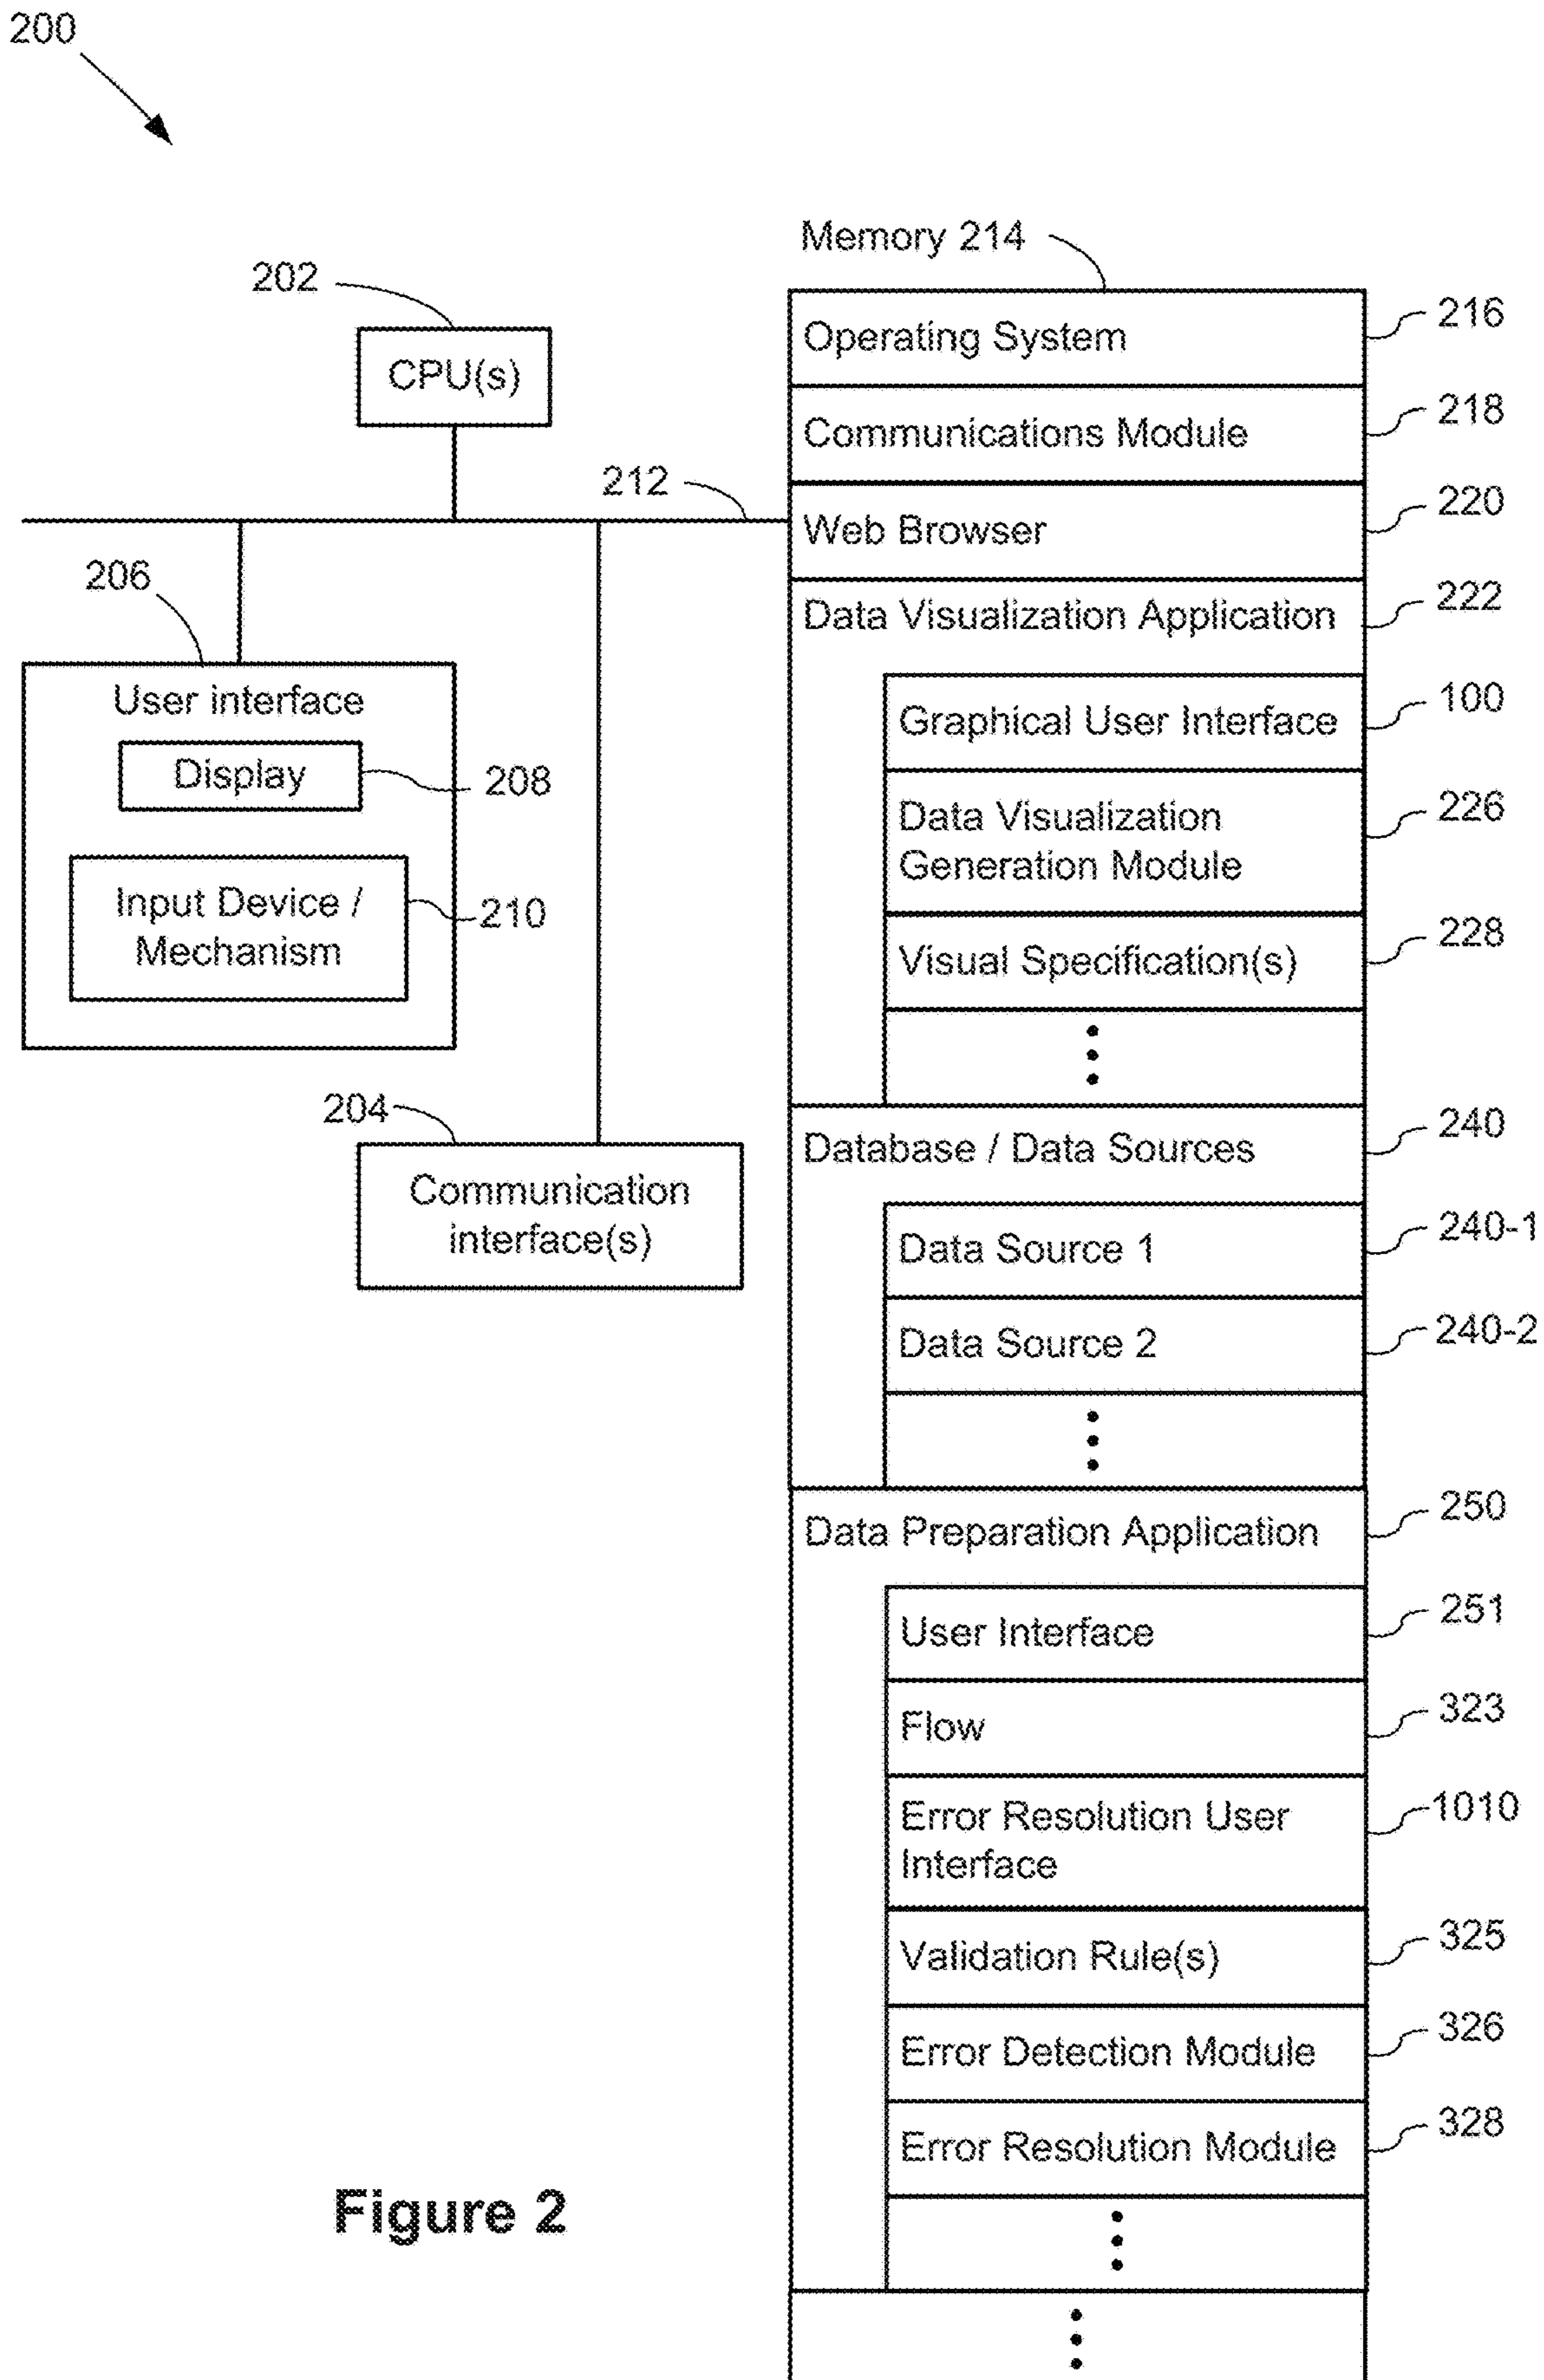 200
Memory 214
202
CPU(s)
212
206
User interface
Display
208
Input Device /
Mechanism
210
204
Communication
interface(s)
Operating System
216
Communications Module
218
Web Browser
220
Data Visualization Application
222
Graphical User Interface
100
Data Visualization
Generation Module
226
Visual Specification(s)
228
Database / Data Sources
240
Data Source 1
240-1
Data Source 2
240-2
Data Preparation Application
250
User Interface
251
Flow
323
Error Resolution User
Interface
1010
Validation Rule(s)
325
Error Detection Module
326
Error Resolution Module
328
Figure 2